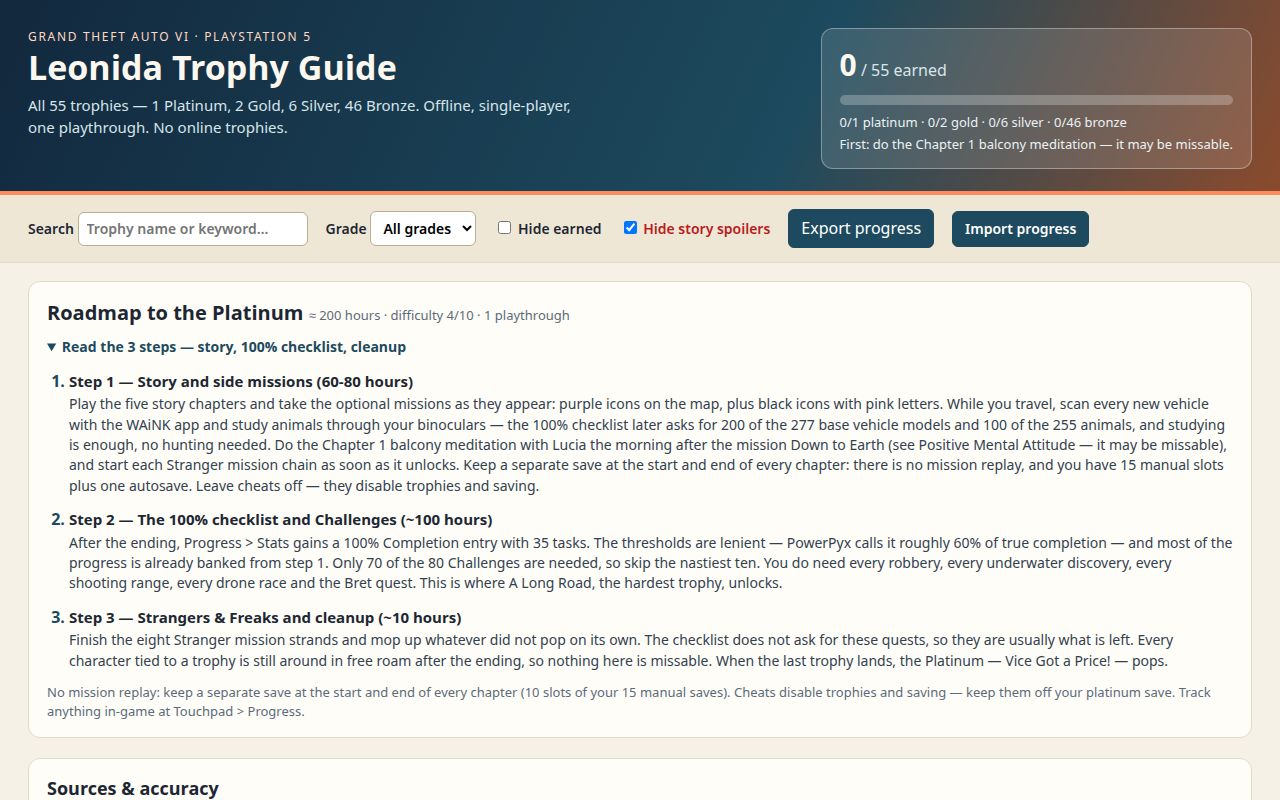 GRAND THEFT AUTO VI · PLAYSTATION 5
Leonida Trophy Guide
All 55 trophies — 1 Platinum, 2 Gold, 6 Silver, 46 Bronze. Offline, single-player,
one playthrough. No online trophies.
0 / 55 earned
0/1 platinum · 0/2 gold · 0/6 silver · 0/46 bronze
First: do the Chapter 1 balcony meditation — it may be missable.
Search Trophy name or keyword... Grade All grades Hide earned Hide story spoilers Export progress Import progress
Roadmap to the Platinum ≈ 200 hours · difficulty 4/10 · 1 playthrough
▼ Read the 3 steps — story, 100% checklist, cleanup
1. Step 1 — Story and side missions (60-80 hours)
Play the five story chapters and take the optional missions as they appear: purple icons on the map, plus black icons with pink letters. While you travel, scan every new vehicle
with the WAiNK app and study animals through your binoculars — the 100% checklist later asks for 200 of the 277 base vehicle models and 100 of the 255 animals, and studying
is enough, no hunting needed. Do the Chapter 1 balcony meditation with Lucia the morning after the mission Down to Earth (see Positive Mental Attitude — it may be missable),
and start each Stranger mission chain as soon as it unlocks. Keep a separate save at the start and end of every chapter: there is no mission replay, and you have 15 manual slots
plus one autosave. Leave cheats off — they disable trophies and saving.
2. Step 2 — The 100% checklist and Challenges (~100 hours)
After the ending, Progress > Stats gains a 100% Completion entry with 35 tasks. The thresholds are lenient — PowerPyx calls it roughly 60% of true completion — and most of the
progress is already banked from step 1. Only 70 of the 80 Challenges are needed, so skip the nastiest ten. You do need every robbery, every underwater discovery, every
shooting range, every drone race and the Bret quest. This is where A Long Road, the hardest trophy, unlocks.
3. Step 3 — Strangers & Freaks and cleanup (~10 hours)
Finish the eight Stranger mission strands and mop up whatever did not pop on its own. The checklist does not ask for these quests, so they are usually what is left. Every
character tied to a trophy is still around in free roam after the ending, so nothing here is missable. When the last trophy lands, the Platinum — Vice Got a Price! — pops.
No mission replay: keep a separate save at the start and end of every chapter (10 slots of your 15 manual saves). Cheats disable trophies and saving — keep them off your platinum save. Track
anything in-game at Touchpad > Progress.
Sources & accuracy